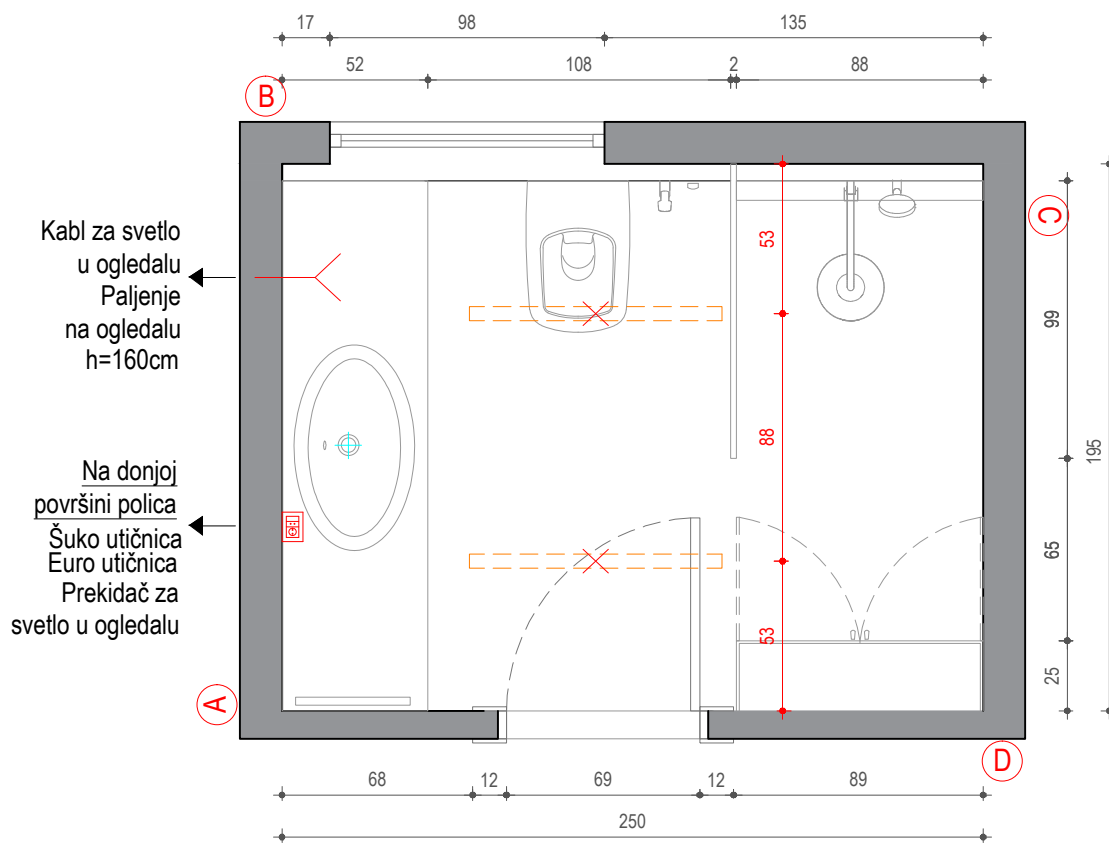 17
98
135
52
108
2
88
B
Kabl za svetlo
u ogledalu
Paljenje
na ogledalu
h=160cm
Na donjoj
površini polica
Šuko utičnica
Euro utičnica
Prekidač za
svetlo u ogledalu
A
53
88
53
C
99
65
25
195
D
68
12
69
12
89
250